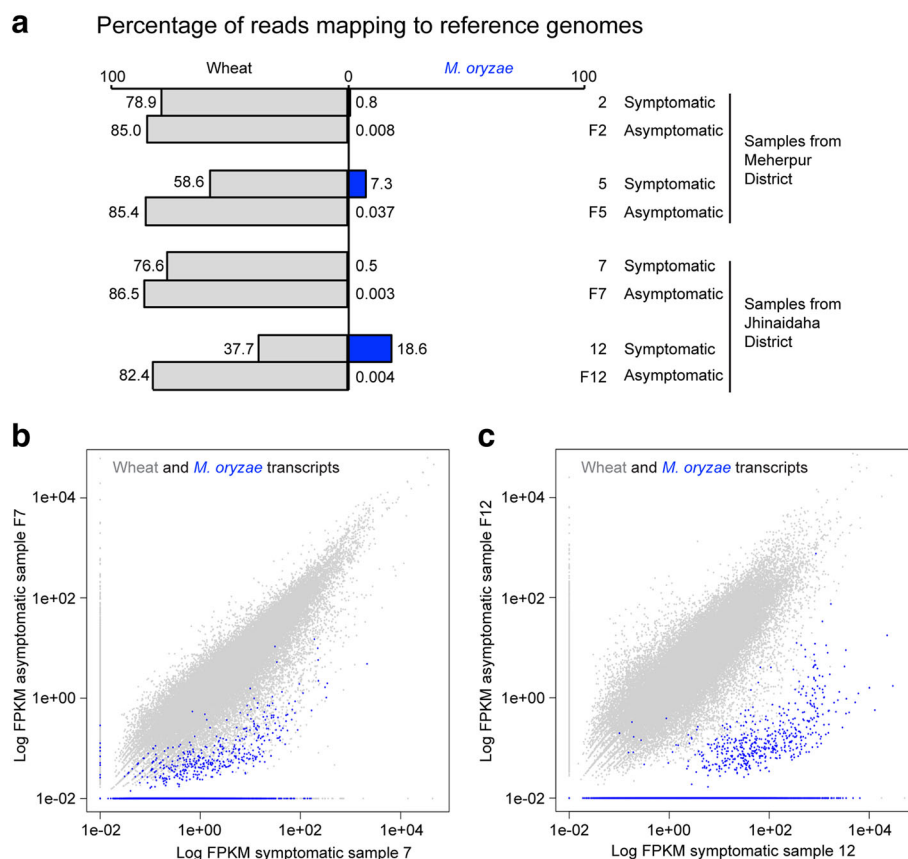 a Percentage of reads mapping to reference genomes
100 Wheat 0 M. oryzae 100
78.9 0.8 2 Symptomatic
85.0 0.008 F2 Asymptomatic
58.6 7.3 5 Symptomatic
85.4 0.037 F5 Asymptomatic
Samples from
Meherpur
District
76.6 0.5 7 Symptomatic
86.5 0.003 F7 Asymptomatic
37.7 18.6 12 Symptomatic
82.4 0.004 F12 Asymptomatic
Samples from
Jhinaidaha
District
b
Wheat and M. oryzae transcripts
Log FPKM asymptomatic sample F7
1e+04
1e+02
1e+00
1e-02
1e-02 1e+00 1e+02 1e+04
Log FPKM symptomatic sample 7
c
Wheat and M. oryzae transcripts
Log FPKM asymptomatic sample F12
1e+04
1e+02
1e+00
1e-02
1e-02 1e+00 1e+02 1e+04
Log FPKM symptomatic sample 12